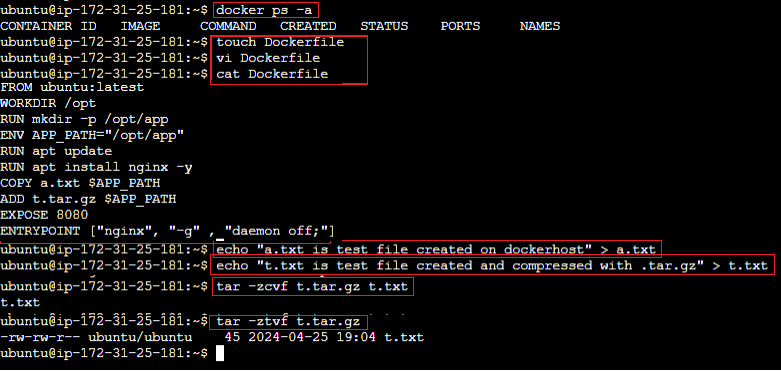 ubuntu@ip-172-31-25-181:~$ docker ps -a
CONTAINER ID   IMAGE     COMMAND   CREATED   STATUS    PORTS     NAMES
ubuntu@ip-172-31-25-181:~$ touch Dockerfile
ubuntu@ip-172-31-25-181:~$ vi Dockerfile
ubuntu@ip-172-31-25-181:~$ cat Dockerfile
FROM ubuntu:latest
WORKDIR /opt
RUN mkdir -p /opt/app
ENV APP_PATH="/opt/app"
RUN apt update
RUN apt install nginx -y
COPY a.txt $APP_PATH
ADD t.tar.gz $APP_PATH
EXPOSE 8080
ENTRYPOINT ["nginx", "-g" , "daemon off;"]
ubuntu@ip-172-31-25-181:~$ echo "a.txt is test file created on dockerhost" > a.txt
ubuntu@ip-172-31-25-181:~$ echo "t.txt is test file created and compressed with .tar.gz" > t.txt
ubuntu@ip-172-31-25-181:~$ tar -zcvf t.tar.gz t.txt
t.txt
ubuntu@ip-172-31-25-181:~$ tar -ztvf t.tar.gz
-rw-rw-r-- ubuntu/ubuntu    45 2024-04-25 19:04 t.txt
ubuntu@ip-172-31-25-181:~$